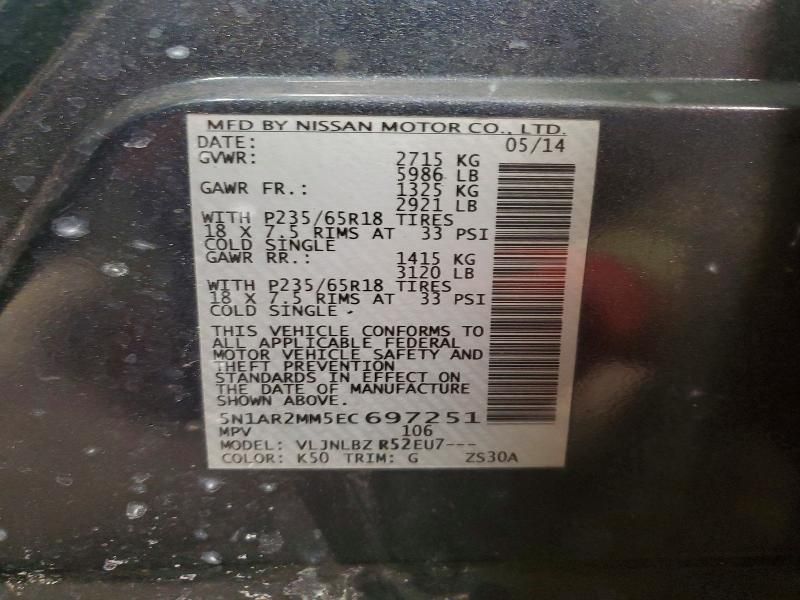 MFD BY NISSAN MOTOR CO., LTD.
DATE: 05/14
GVWR: 2715 KG
5986 LB
GAWR FR.: 1325 KG
2921 LB
WITH P235/65R18 TIRES
18 X 7.5 RIMS AT 33 PSI
COLD SINGLE
GAWR RR.: 1415 KG
3120 LB
WITH P235/65R18 TIRES
18 X 7.5 RIMS AT 33 PSI
COLD SINGLE
THIS VEHICLE CONFORMS TO
ALL APPLICABLE FEDERAL
MOTOR VEHICLE SAFETY AND
THEFT PREVENTION
STANDARDS IN EFFECT ON
THE DATE OF MANUFACTURE
SHOWN ABOVE.
5N1AR2MM5EC697251
MPV 106
MODEL: VLJNLBZ R52EU7---
COLOR: K50 TRIM: G ZS30A